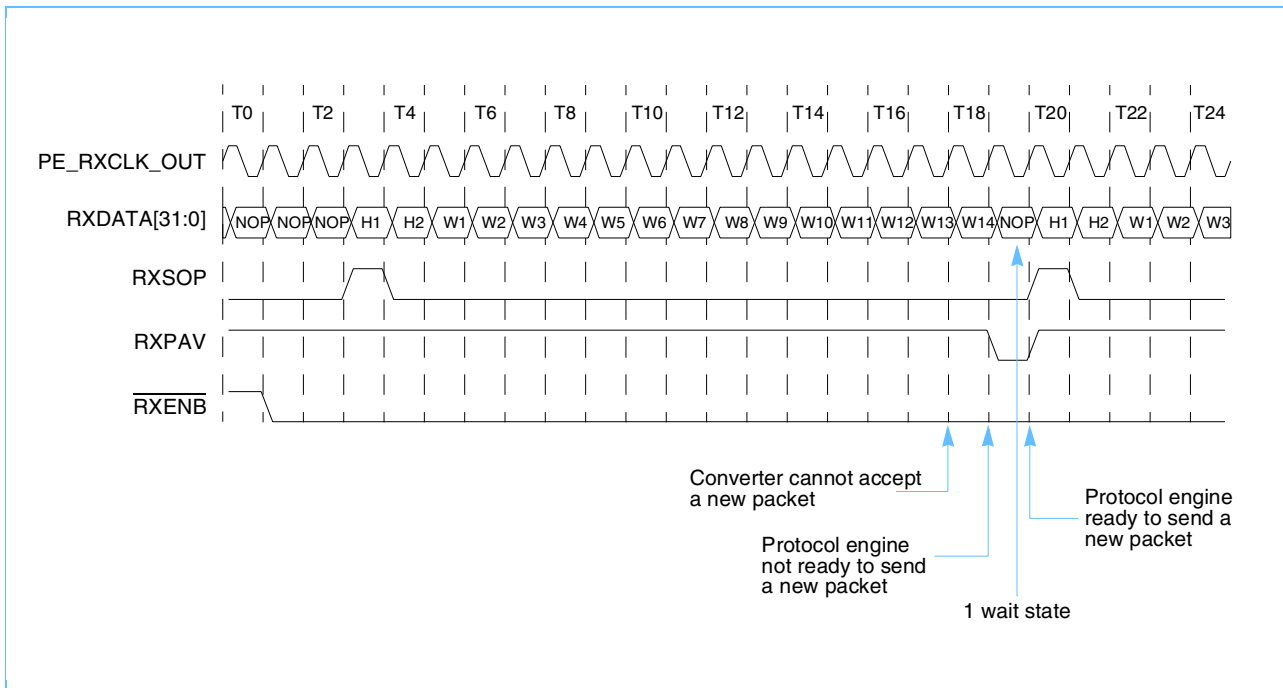 T0 T2 T4 T6 T8 T10 T12 T14 T16 T18 T20 T22 T24
PE_RXCLK_OUT
RXDATA[31:0] NOP NOP NOP H1 H2 W1 W2 W3 W4 W5 W6 W7 W8 W9 W10 W11 W12 W13 W14 NOP H1 H2 W1 W2 W3
RXSOP
RXPAV
RXENB
Converter cannot accept
a new packet
Protocol engine
ready to send a
new packet
Protocol engine
not ready to send
a new packet
1 wait state